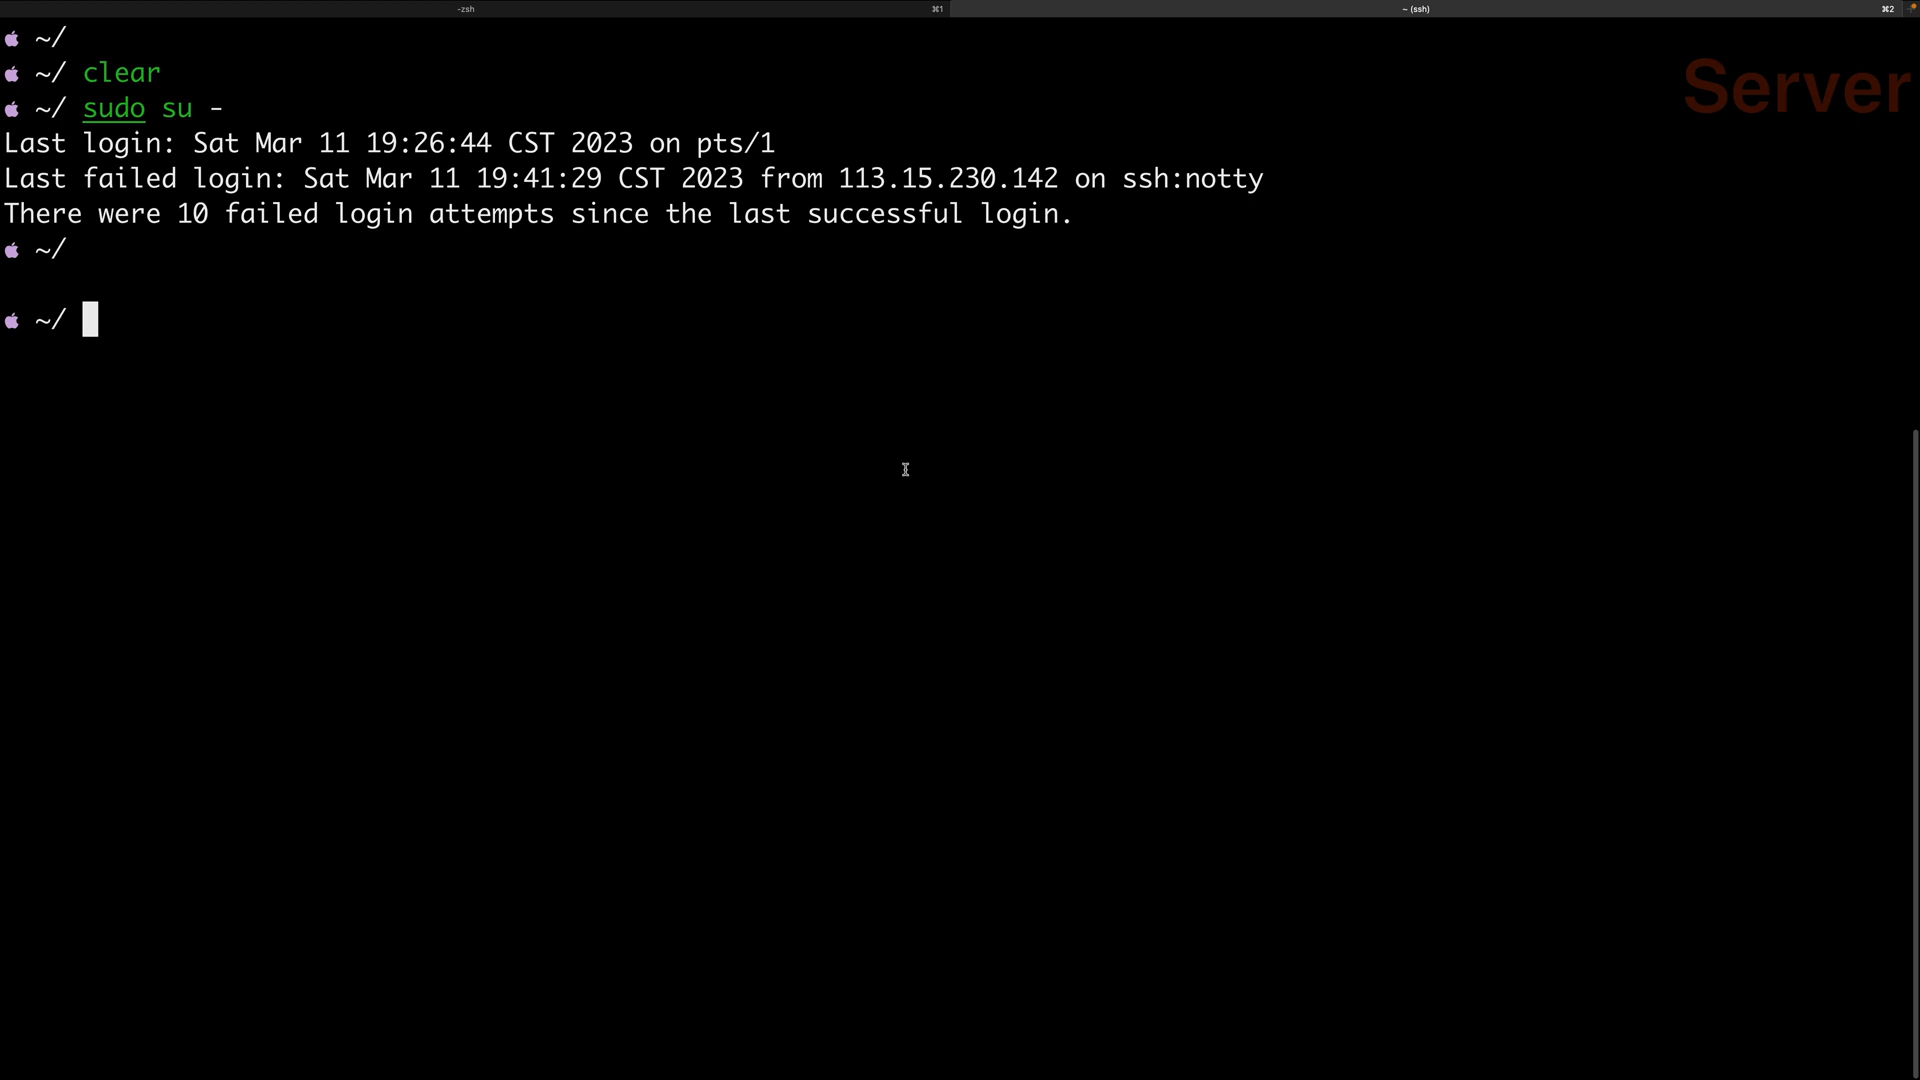 -zsh ⌘1 ~ (ssh) ⌘2
~/
~/ clear
Server
~/ sudo su -
Last login: Sat Mar 11 19:26:44 CST 2023 on pts/1
Last failed login: Sat Mar 11 19:41:29 CST 2023 from 113.15.230.142 on ssh:notty
There were 10 failed login attempts since the last successful login.
~/
~/